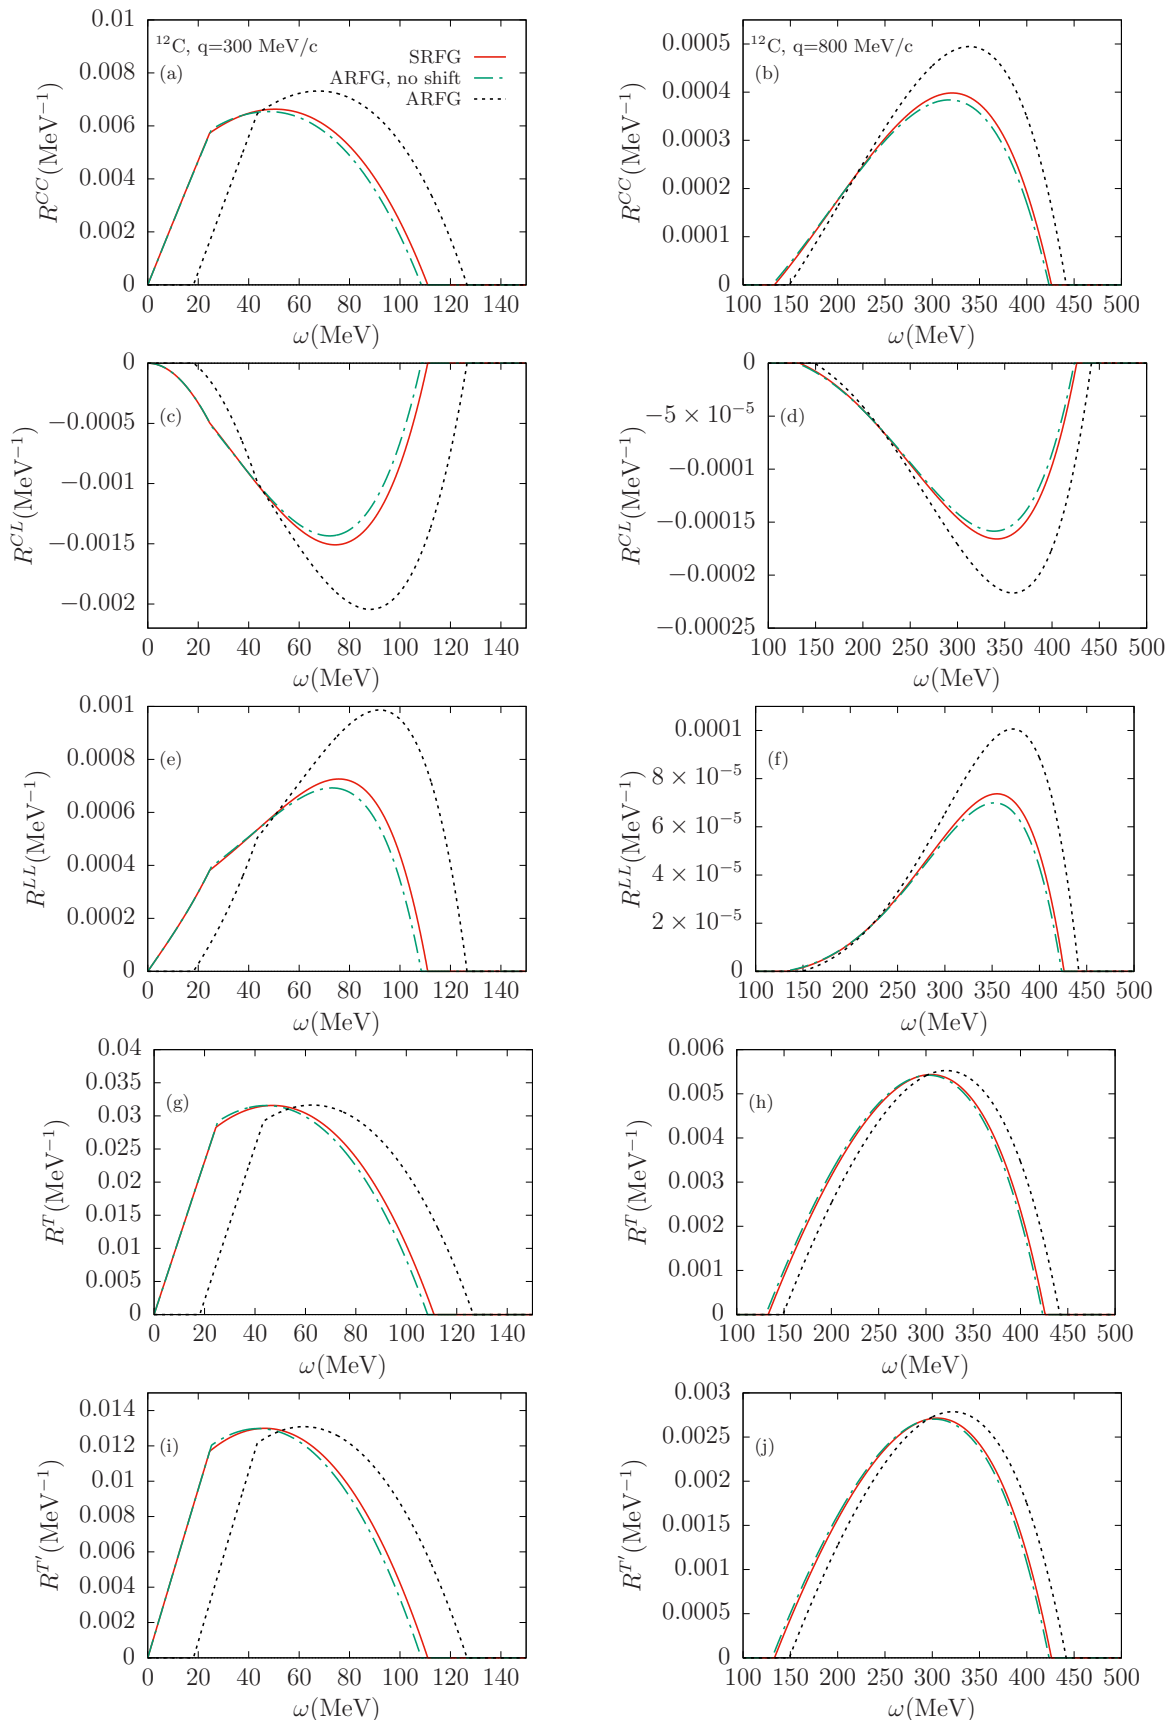 ¹²C, q=300 MeV/c
(a)
SRFG
ARFG, no shift
ARFG
R^{CC}(MeV⁻¹)
0.01
0.008
0.006
0.004
0.002
0
0 20 40 60 80 100 120 140
ω(MeV)
¹²C, q=800 MeV/c
(b)
R^{CC}(MeV⁻¹)
0.0005
0.0004
0.0003
0.0002
0.0001
0
100 150 200 250 300 350 400 450 500
ω(MeV)
(c)
R^{CL}(MeV⁻¹)
0
−0.0005
−0.001
−0.0015
−0.002
0 20 40 60 80 100 120 140
ω(MeV)
(d)
R^{CL}(MeV⁻¹)
0
−5 × 10⁻⁵
−0.0001
−0.00015
−0.0002
−0.00025
100 150 200 250 300 350 400 450 500
ω(MeV)
(e)
R^{LL}(MeV⁻¹)
0.001
0.0008
0.0006
0.0004
0.0002
0
0 20 40 60 80 100 120 140
ω(MeV)
(f)
R^{LL}(MeV⁻¹)
0.0001
8 × 10⁻⁵
6 × 10⁻⁵
4 × 10⁻⁵
2 × 10⁻⁵
0
100 150 200 250 300 350 400 450 500
ω(MeV)
(g)
R^{T}(MeV⁻¹)
0.04
0.035
0.03
0.025
0.02
0.015
0.01
0.005
0
0 20 40 60 80 100 120 140
ω(MeV)
(h)
R^{T}(MeV⁻¹)
0.006
0.005
0.004
0.003
0.002
0.001
0
100 150 200 250 300 350 400 450 500
ω(MeV)
(i)
R^{T′}(MeV⁻¹)
0.014
0.012
0.01
0.008
0.006
0.004
0.002
0
0 20 40 60 80 100 120 140
ω(MeV)
(j)
R^{T′}(MeV⁻¹)
0.003
0.0025
0.002
0.0015
0.001
0.0005
0
100 150 200 250 300 350 400 450 500
ω(MeV)